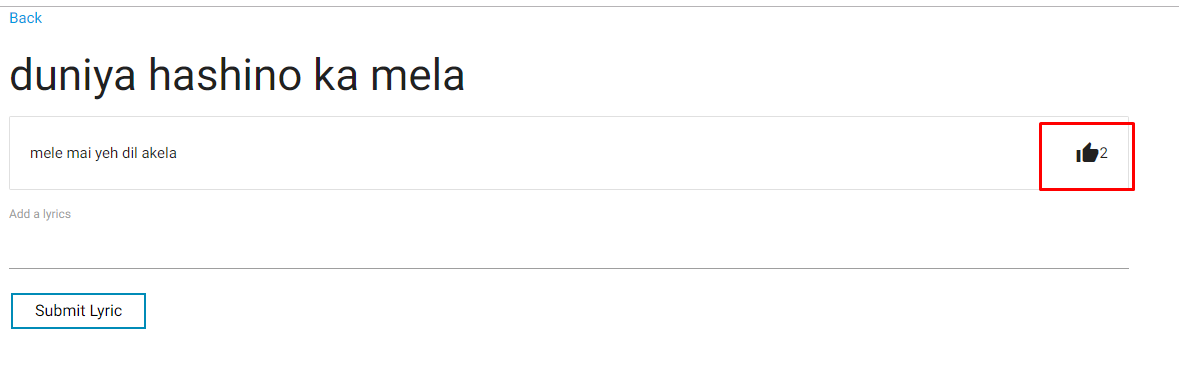 Back
duniya hashino ka mela
mele mai yeh dil akela
2
Add a lyrics
Submit Lyric